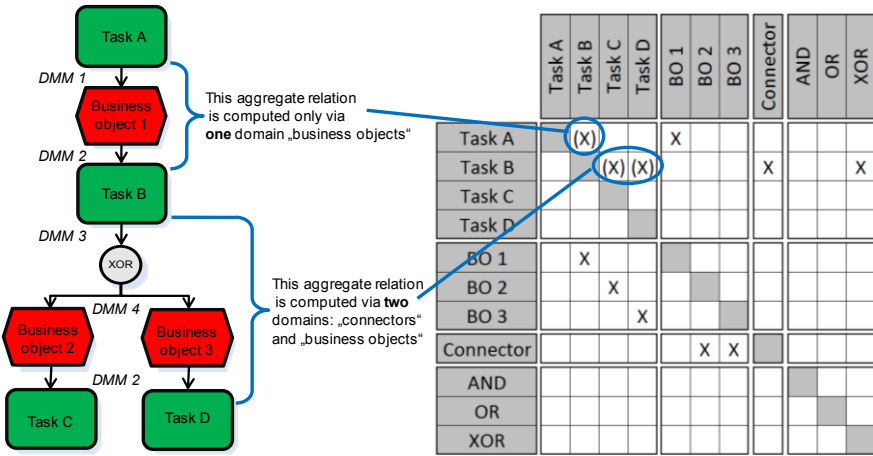 Task A
DMM 1
Business
object 1
DMM 2
Task B
DMM 3
XOR
DMM 4
Business
object 2
Business
object 3
DMM 2
Task C
Task D
This aggregate relation
is computed only via
one domain „business objects“
This aggregate relation
is computed via two
domains: „connectors“
and „business objects“
Task A
Task B
Task C
Task D
BO 1
BO 2
BO 3
Connector
AND
OR
XOR
Task A (X) X
Task B (X) (X) X X
Task C
Task D
BO 1 X
BO 2 X
BO 3 X
Connector X X
AND
OR
XOR